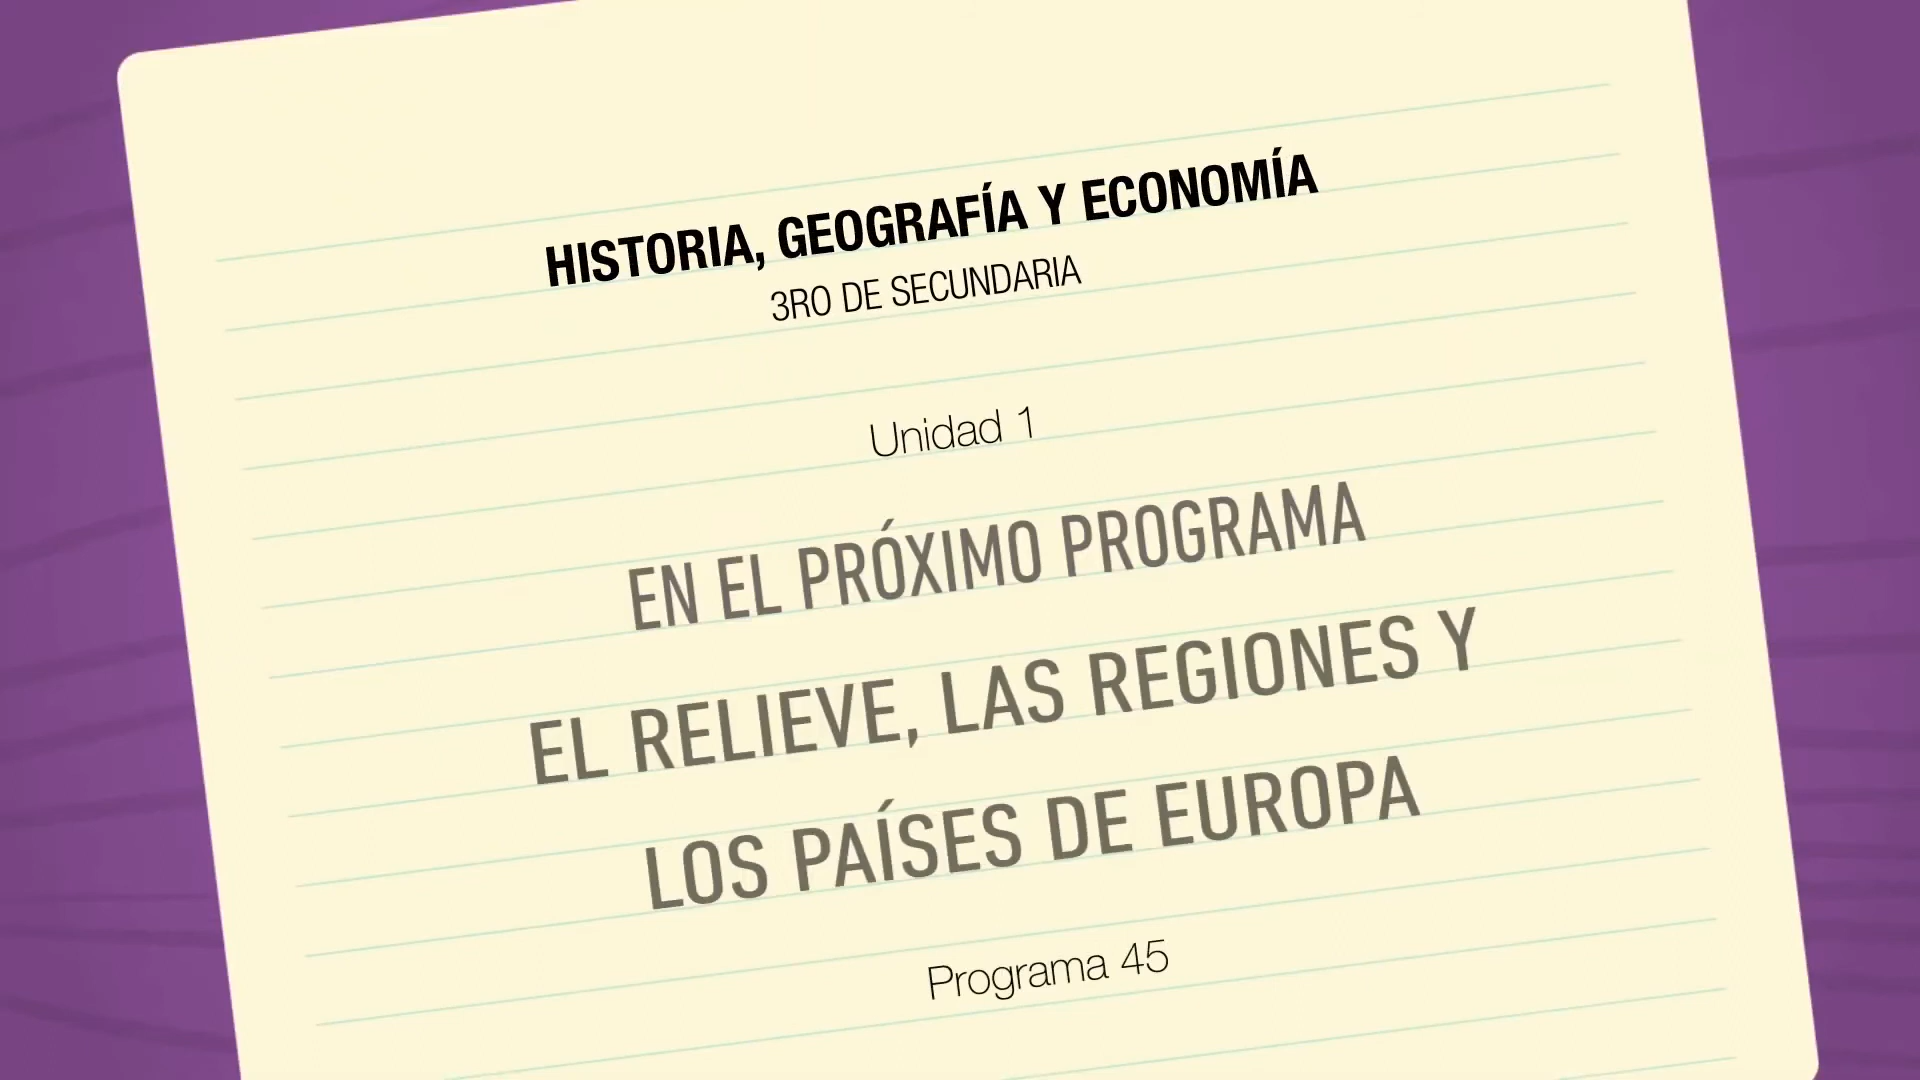 HISTORIA, GEOGRAFÍA Y ECONOMÍA
3RO DE SECUNDARIA
Unidad 1
EN EL PRÓXIMO PROGRAMA
EL RELIEVE, LAS REGIONES Y
LOS PAÍSES DE EUROPA
Programa 45